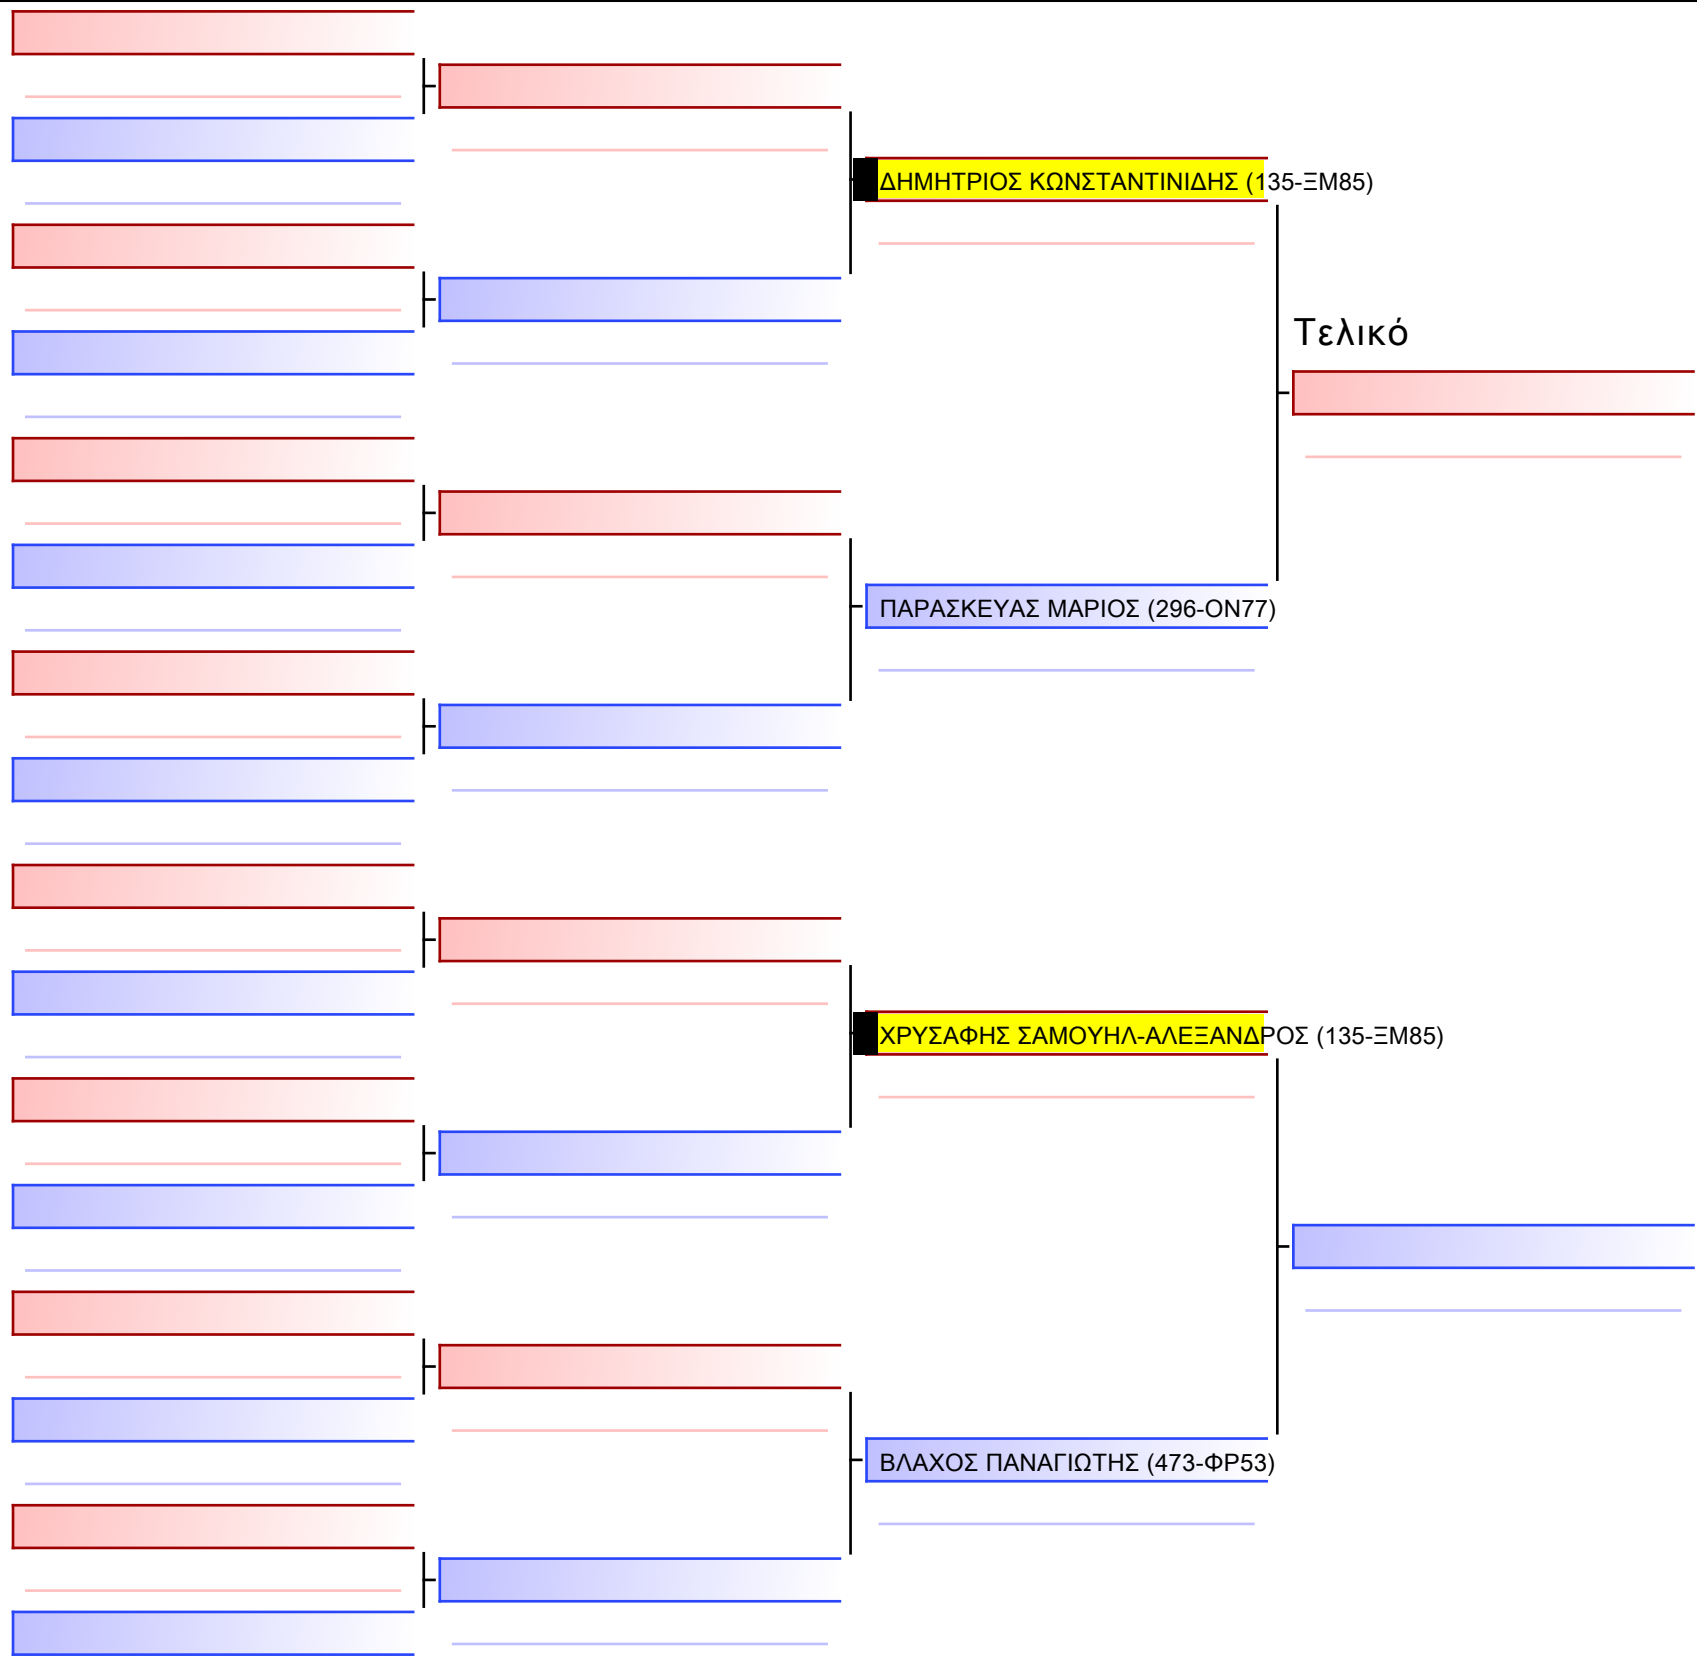 ΔΗΜΗΤΡΙΟΣ ΚΩΝΣΤΑΝΤΙΝΙΔΗΣ (135-ΞΜ85)
Τελικό
ΠΑΡΑΣΚΕΥΑΣ ΜΑΡΙΟΣ (296-ΟΝ77)
ΧΡΥΣΑΦΗΣ ΣΑΜΟΥΗΛ-ΑΛΕΞΑΝΔΡΟΣ (135-ΞΜ85)
ΒΛΑΧΟΣ ΠΑΝΑΓΙΩΤΗΣ (473-ΦΡ53)